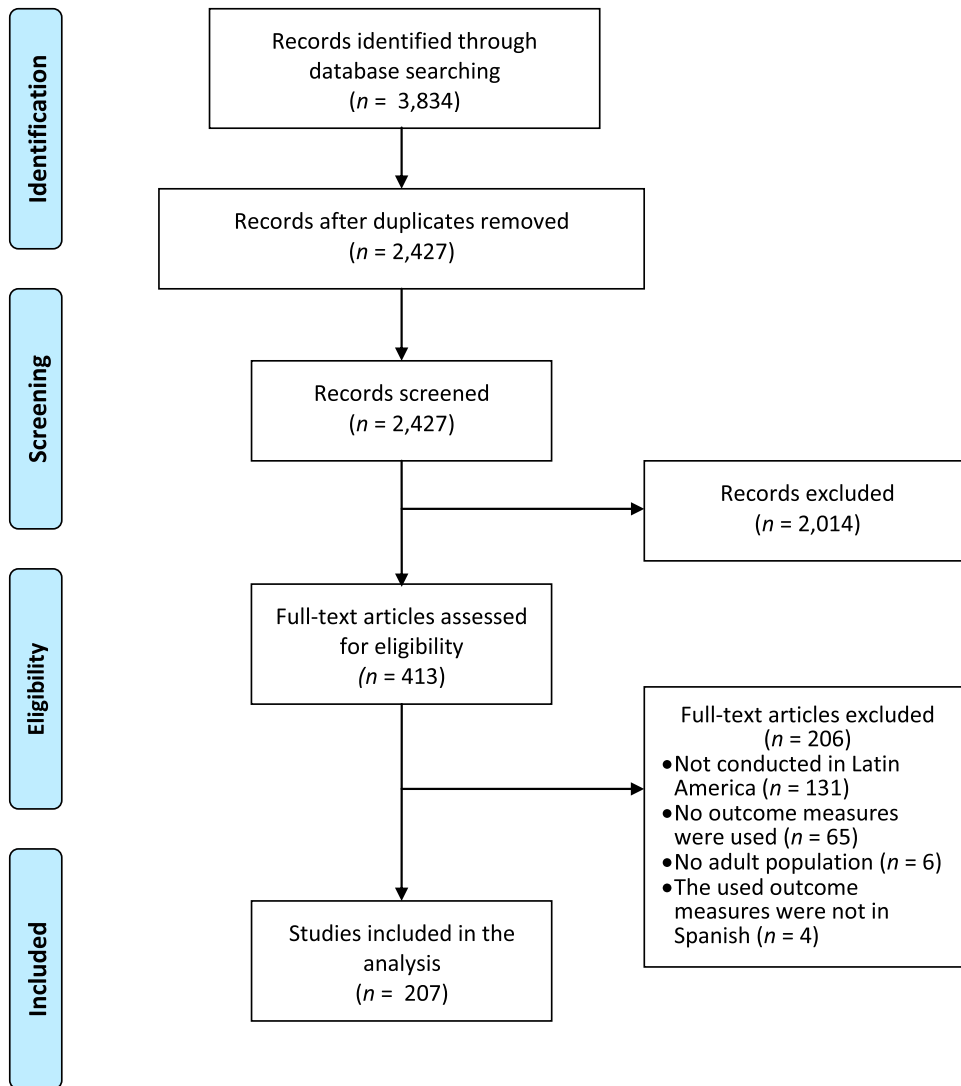 Identification
Records identified through
database searching
(n = 3,834)
Records after duplicates removed
(n = 2,427)
Screening
Records screened
(n = 2,427)
Records excluded
(n = 2,014)
Eligibility
Full-text articles assessed
for eligibility
(n = 413)
Full-text articles excluded
(n = 206)
•Not conducted in Latin
America (n = 131)
•No outcome measures
were used (n = 65)
•No adult population (n = 6)
•The used outcome
measures were not in
Spanish (n = 4)
Included
Studies included in the
analysis
(n = 207)